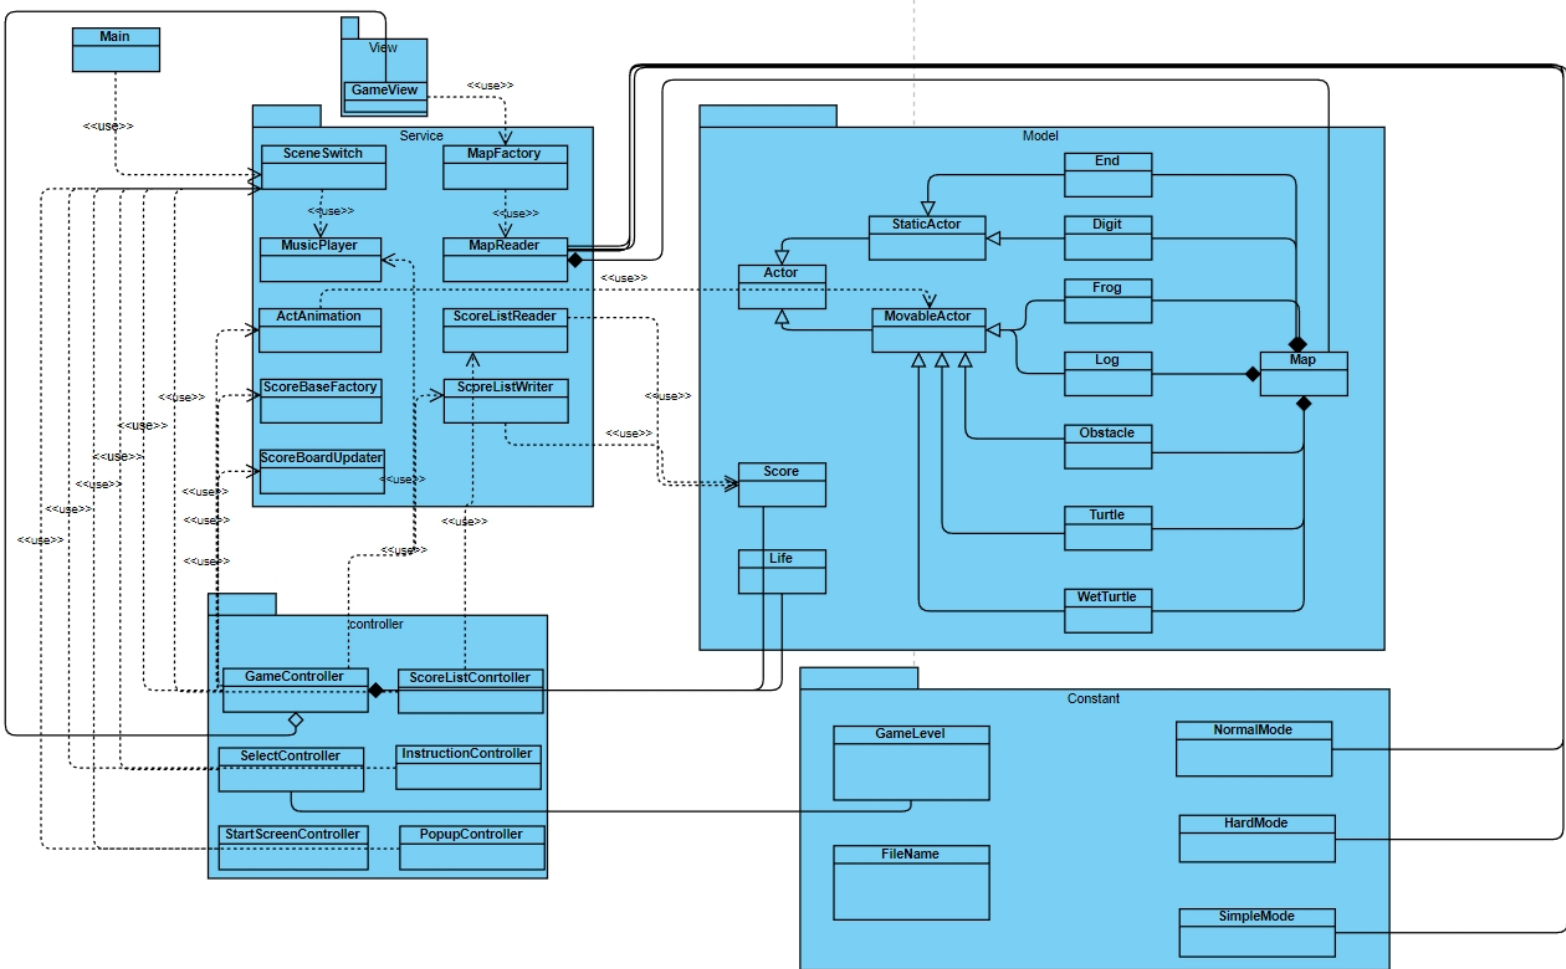 Main
View
GameView
<<use>>
<<use>>
Service
Model
SceneSwitch
MapFactory
End
<<use>>
<<use>>
StaticActor
Digit
MusicPlayer
MapReader
Actor
<<use>>
Frog
ActAnimation
ScoreListReader
MovableActor
Log
Map
ScoreBaseFactory
ScoreListWriter
<<use>>
<<use>>
<<use>>
<<use>>
Obstacle
<<use>>
ScoreBoardUpdater
Score
<<use>>
<<use>>
<<use>>
<<use>>
Turtle
<<use>>
<<use>>
<<use>>
<<use>>
Life
<<use>>
<<use>>
WetTurtle
controller
GameController
ScoreListConrtoller
Constant
GameLevel
NormalMode
SelectController
InstructionController
StartScreenController
PopupController
HardMode
FileName
SimpleMode